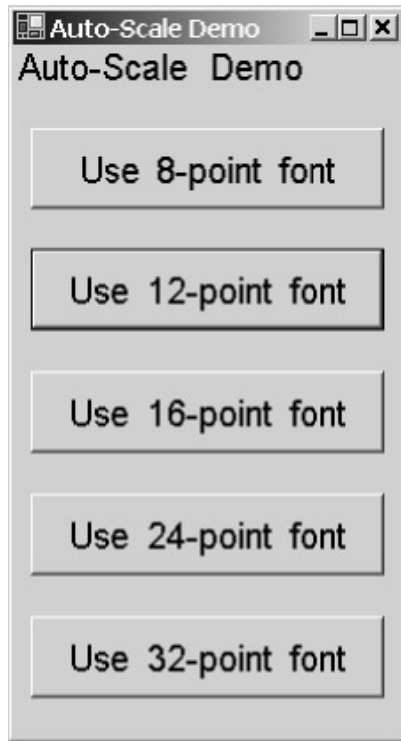 Auto-Scale Demo
Auto-Scale Demo
Use 8-point font
Use 12-point font
Use 16-point font
Use 24-point font
Use 32-point font